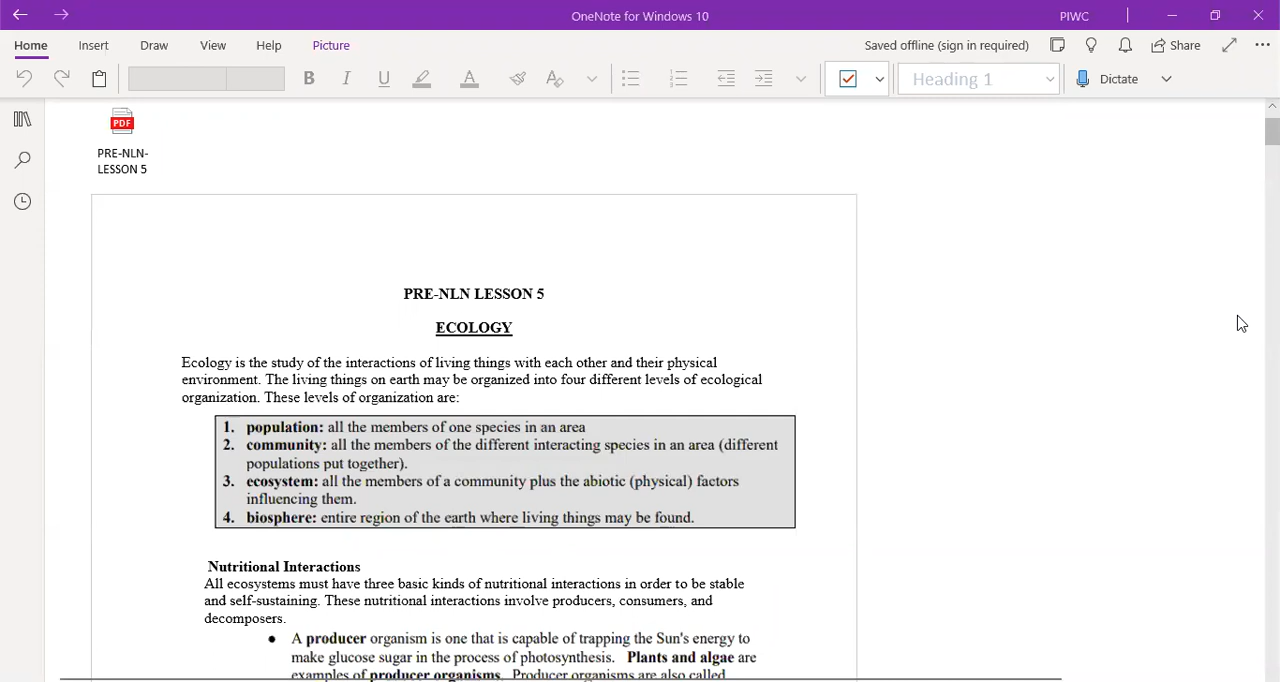 OneNote for Windows 10
PIWC
Home Insert Draw View Help Picture
Saved offline (sign in required) Share
B I U A Heading 1 Dictate
PDF
PRE-NLN-
LESSON 5
PRE-NLN LESSON 5
ECOLOGY
Ecology is the study of the interactions of living things with each other and their physical
environment. The living things on earth may be organized into four different levels of ecological
organization. These levels of organization are:
1. population: all the members of one species in an area
2. community: all the members of the different interacting species in an area (different
populations put together).
3. ecosystem: all the members of a community plus the abiotic (physical) factors
influencing them.
4. biosphere: entire region of the earth where living things may be found.
Nutritional Interactions
All ecosystems must have three basic kinds of nutritional interactions in order to be stable
and self-sustaining. These nutritional interactions involve producers, consumers, and
decomposers.
● A producer organism is one that is capable of trapping the Sun's energy to
make glucose sugar in the process of photosynthesis. Plants and algae are
examples of producer organisms. Producer organisms are also called